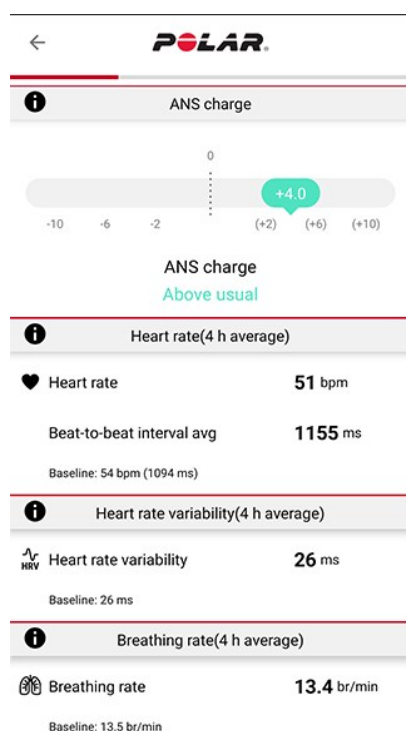 POLAR.
ANS charge
0
+4.0
-10 -6 -2 (+2) (+6) (+10)
ANS charge
Above usual
Heart rate(4 h average)
Heart rate 51 bpm
Beat-to-beat interval avg 1155 ms
Baseline: 54 bpm (1094 ms)
Heart rate variability(4 h average)
HRV Heart rate variability 26 ms
Baseline: 26 ms
Breathing rate(4 h average)
Breathing rate 13.4 br/min
Baseline: 13.5 br/min